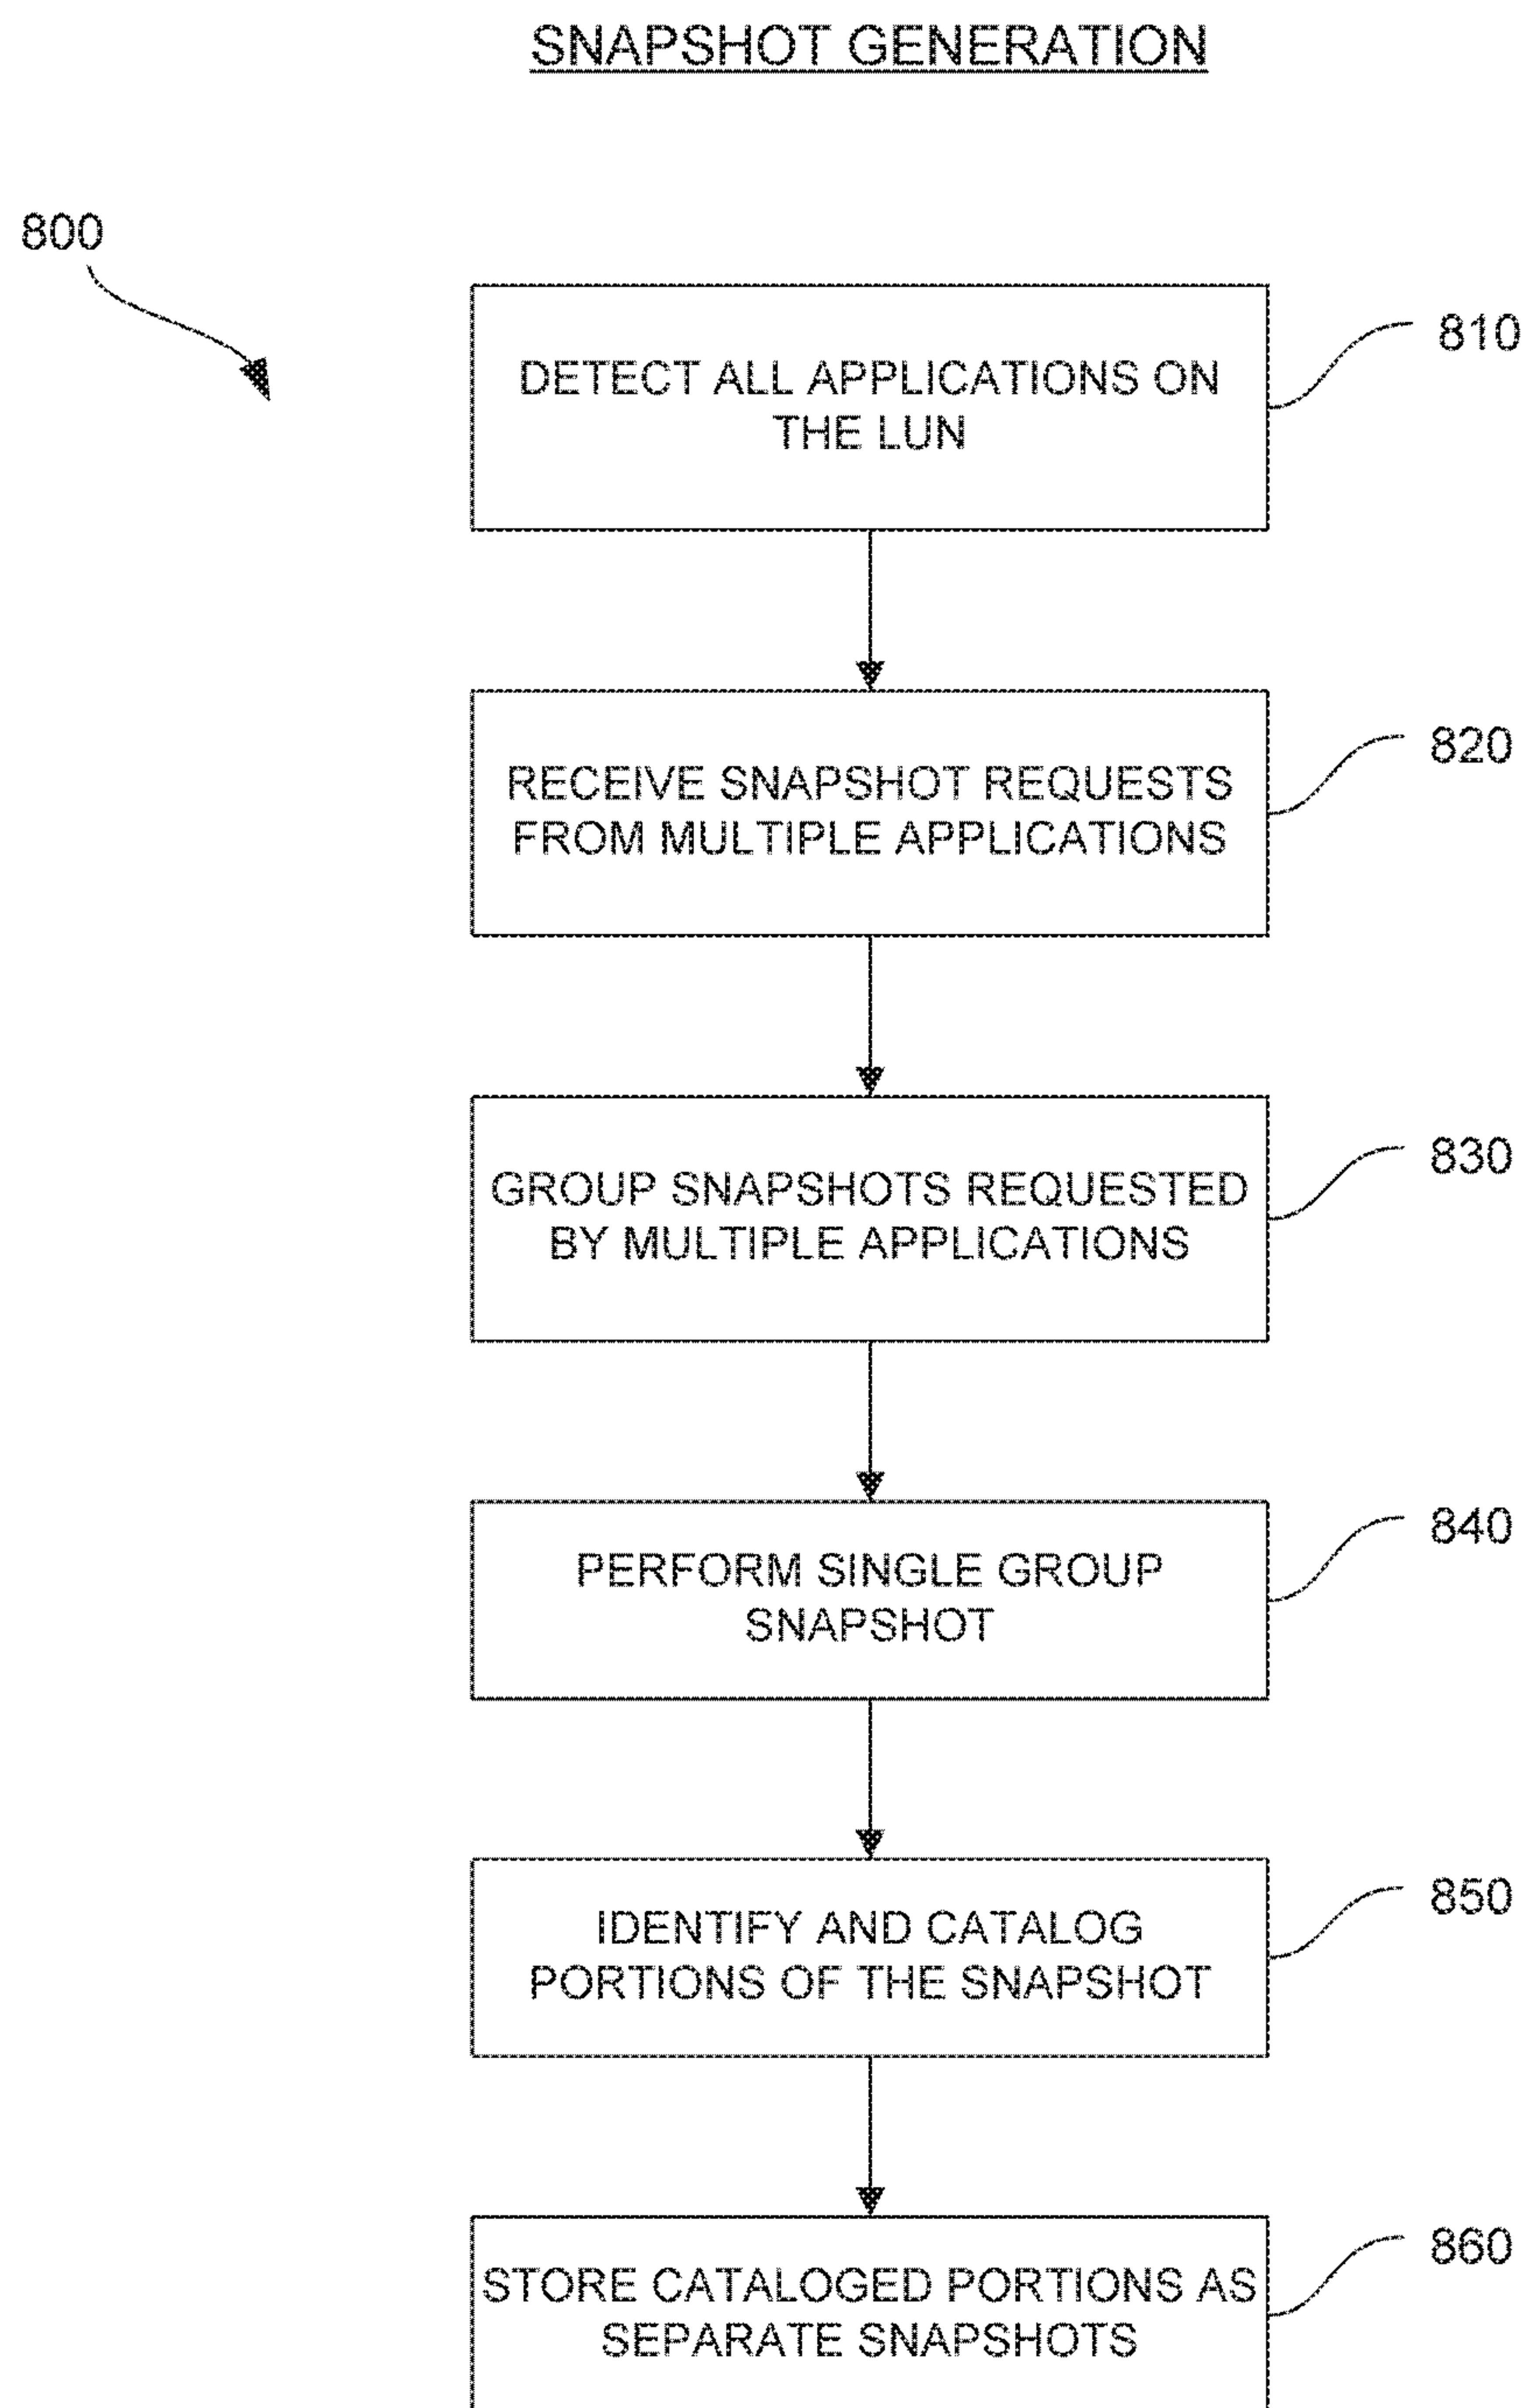 SNAPSHOT GENERATION
800
810
DETECT ALL APPLICATIONS ON
THE LUN
820
RECEIVE SNAPSHOT REQUESTS
FROM MULTIPLE APPLICATIONS
830
GROUP SNAPSHOTS REQUESTED
BY MULTIPLE APPLICATIONS
840
PERFORM SINGLE GROUP
SNAPSHOT
850
IDENTIFY AND CATALOG
PORTIONS OF THE SNAPSHOT
860
STORE CATALOGED PORTIONS AS
SEPARATE SNAPSHOTS